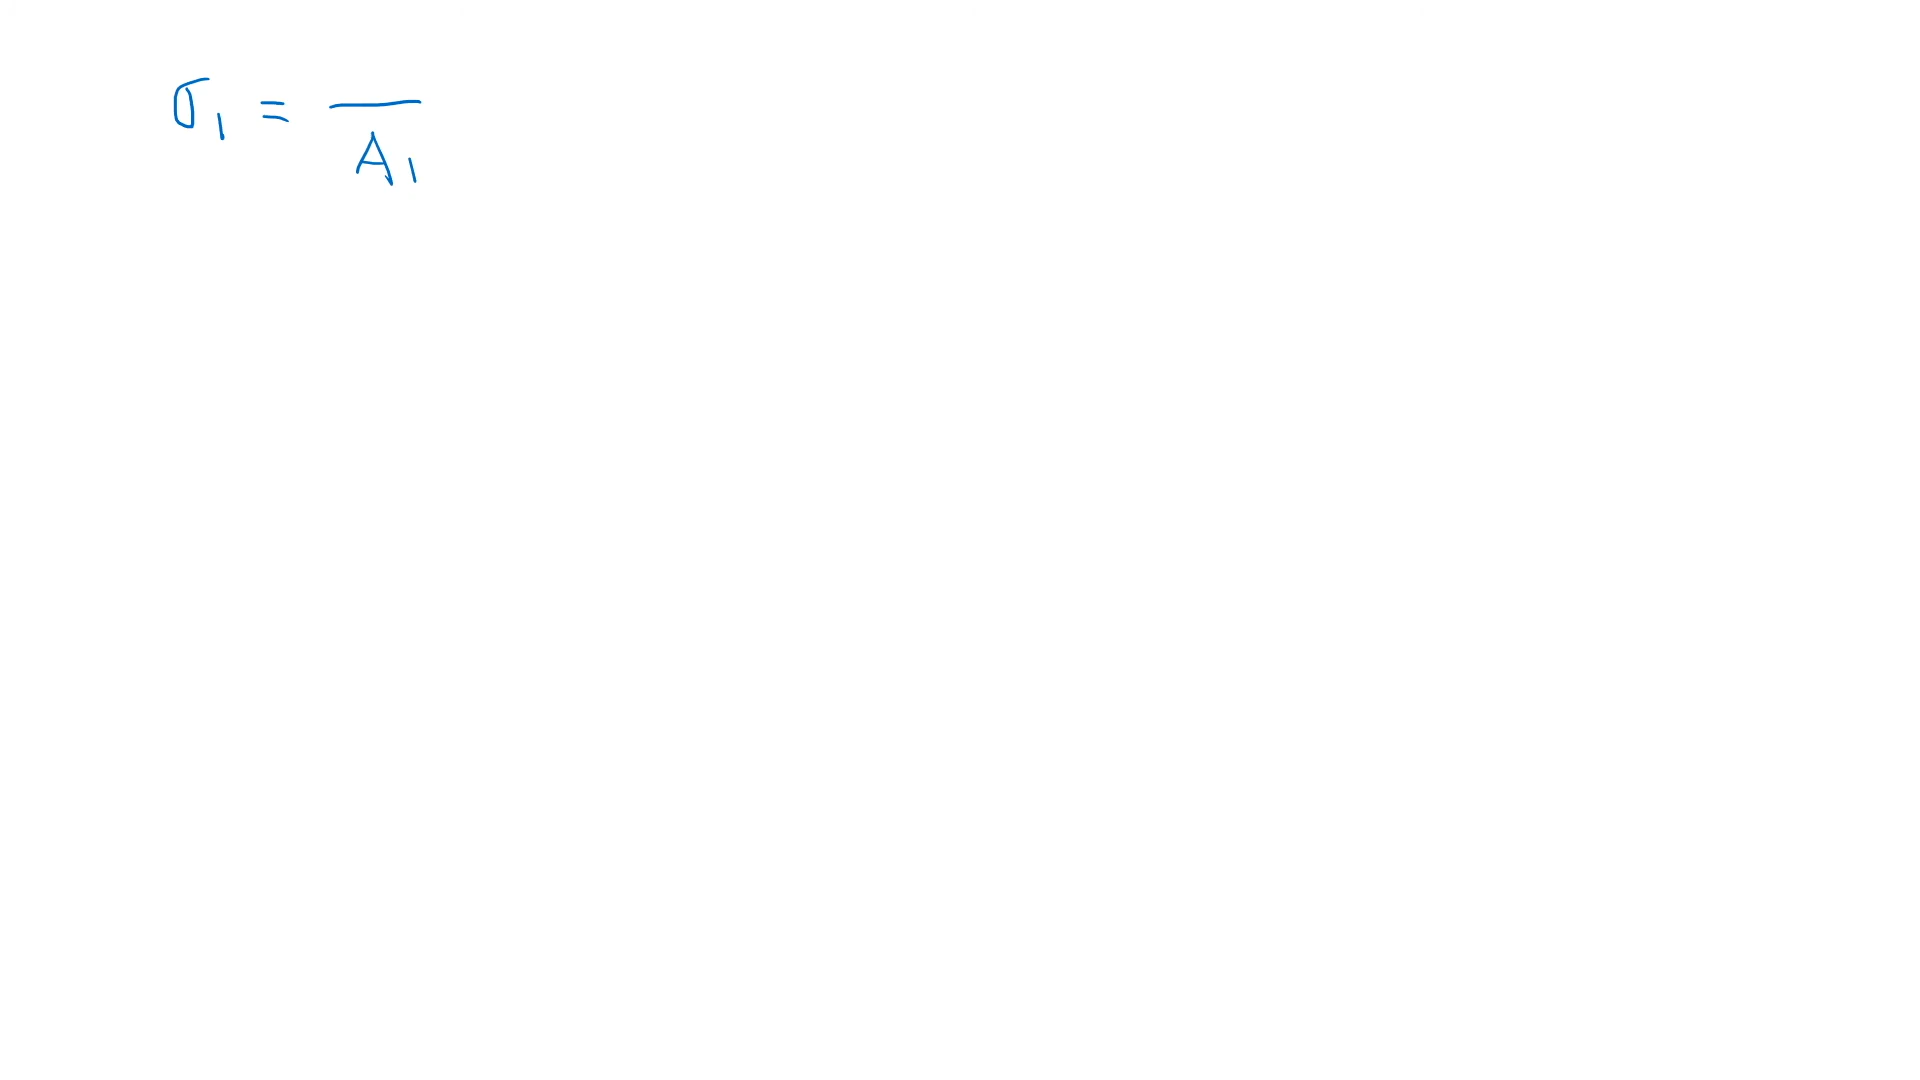 σ₁ = ―
A₁